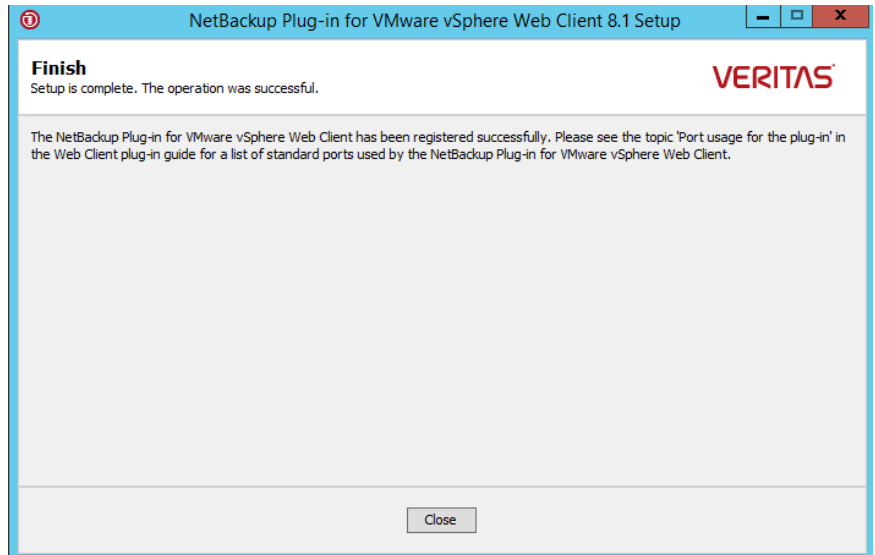 NetBackup Plug-in for VMware vSphere Web Client 8.1 Setup
Finish
Setup is complete. The operation was successful.
VERITAS
The NetBackup Plug-in for VMware vSphere Web Client has been registered successfully. Please see the topic 'Port usage for the plug-in' in
the Web Client plug-in guide for a list of standard ports used by the NetBackup Plug-in for VMware vSphere Web Client.
Close